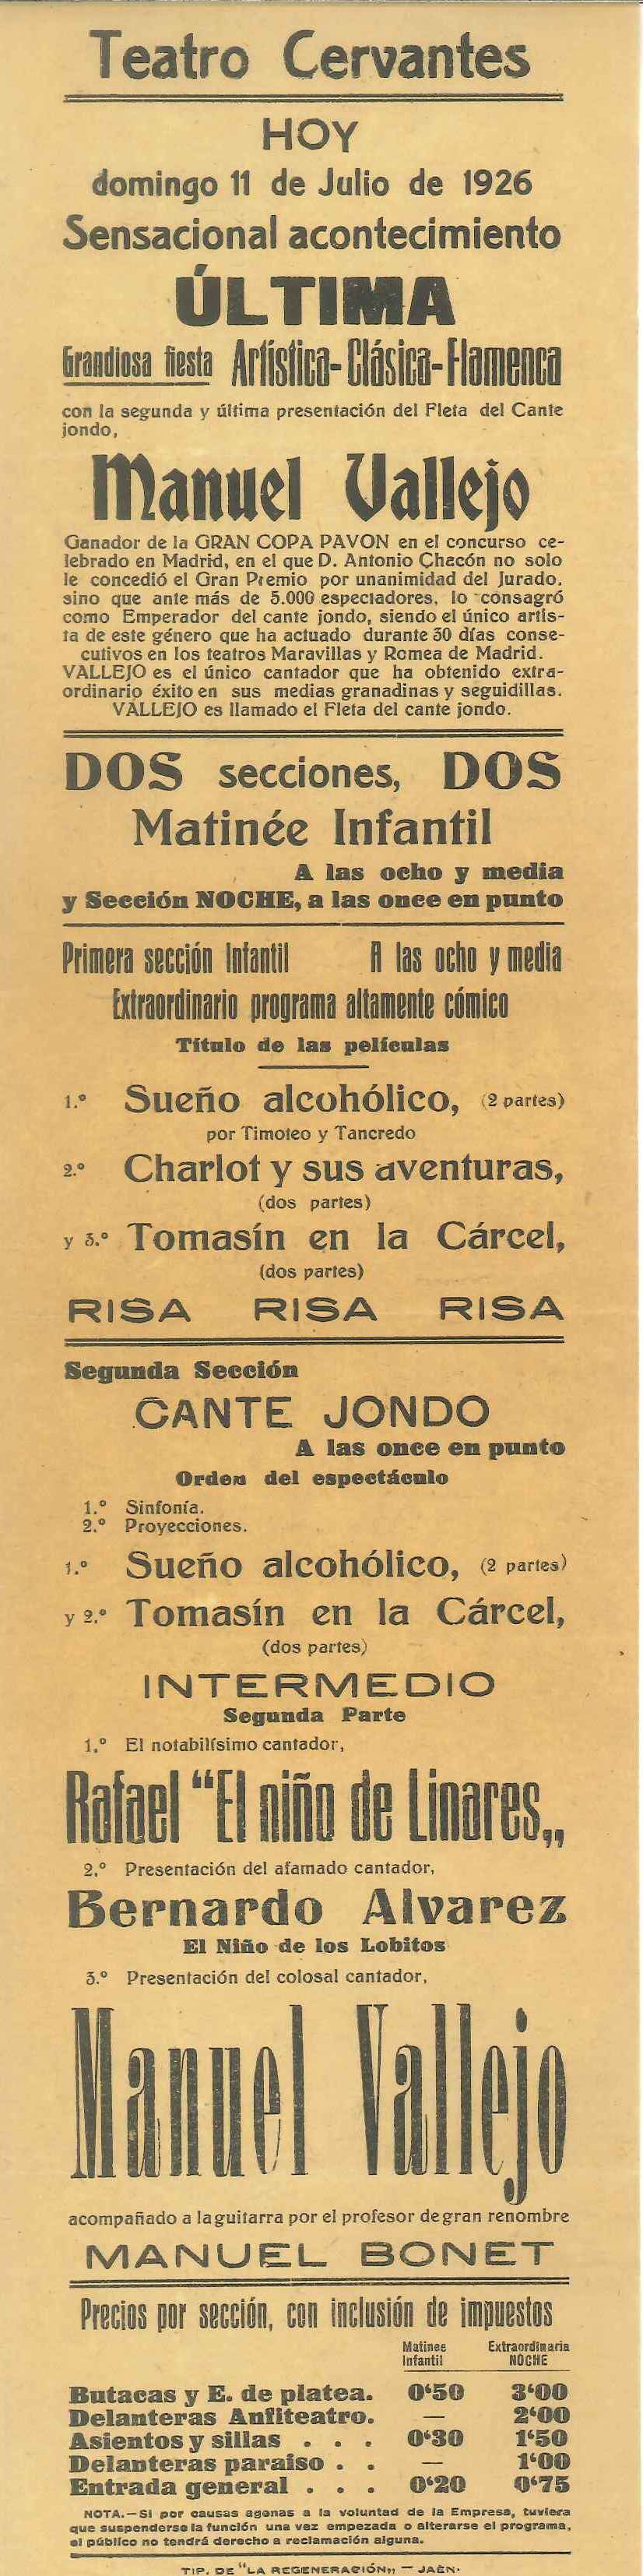 Teatro Cervantes
HOY
domingo 11 de Julio de 1926
Sensacional acontecimiento
ÚLTIMA
Grandiosa fiesta Artística-Clásica-Flamenca
con la segunda y última presentación del Fleta del Cante
jondo,
Manuel Vallejo
Ganador de la GRAN COPA PAVON en el concurso ce-
lebrado en Madrid, en el que D. Antonio Chacón no solo
le concedió el Gran Premio por unanimidad del Jurado,
sino que ante más de 5.000 espectadores, lo consagró
como Emperador del cante jondo, siendo el único artis-
ta de este género que ha actuado durante 30 días conse-
cutivos en los teatros Maravillas y Romea de Madrid.
VALLEJO es el único cantador que ha obtenido extra-
ordinario éxito en sus medias granadinas y seguidillas.
VALLEJO es llamado el Fleta del cante jondo.
DOS secciones, DOS
Matinée Infantil
A las ocho y media
y Sección NOCHE, a las once en punto
Primera sección Infantil A las ocho y media
Extraordinario programa altamente cómico
Título de las películas
1.º Sueño alcohólico, (2 partes)
por Timoteo y Tancredo
2.º Charlot y sus aventuras,
(dos partes)
y 3.º Tomasín en la Cárcel,
(dos partes)
RISA RISA RISA
Segunda Sección
CANTE JONDO
A las once en punto
Orden del espectáculo
1.º Sinfonía.
2.º Proyecciones.
1.º Sueño alcohólico, (2 partes)
y 2.º Tomasín en la Cárcel,
(dos partes)
INTERMEDIO
Segunda Parte
1.º El notabilísimo cantador,
Rafael “El niño de Linares„
2.º Presentación del afamado cantador,
Bernardo Alvarez
El Niño de los Lobitos
3.º Presentación del colosal cantador,
Manuel Vallejo
acompañado a la guitarra por el profesor de gran renombre
MANUEL BONET
Precios por sección, con inclusión de impuestos
Matinee Extraordinaria
Infantil NOCHE
Butacas y E. de platea. 0‘50 3‘00
Delanteras Anfiteatro. — 2‘00
Asientos y sillas . . . 0‘30 1‘50
Delanteras paraiso . . — 1‘00
Entrada general . . . 0‘20 0‘75
NOTA.—Si por causas agenas a la voluntad de la Empresa, tuviera
que suspenderse la función una vez empezada o alterarse el programa,
el público no tendrá derecho a reclamación alguna.
TIP. DE “LA REGENERACIÓN„ — JAÉN.